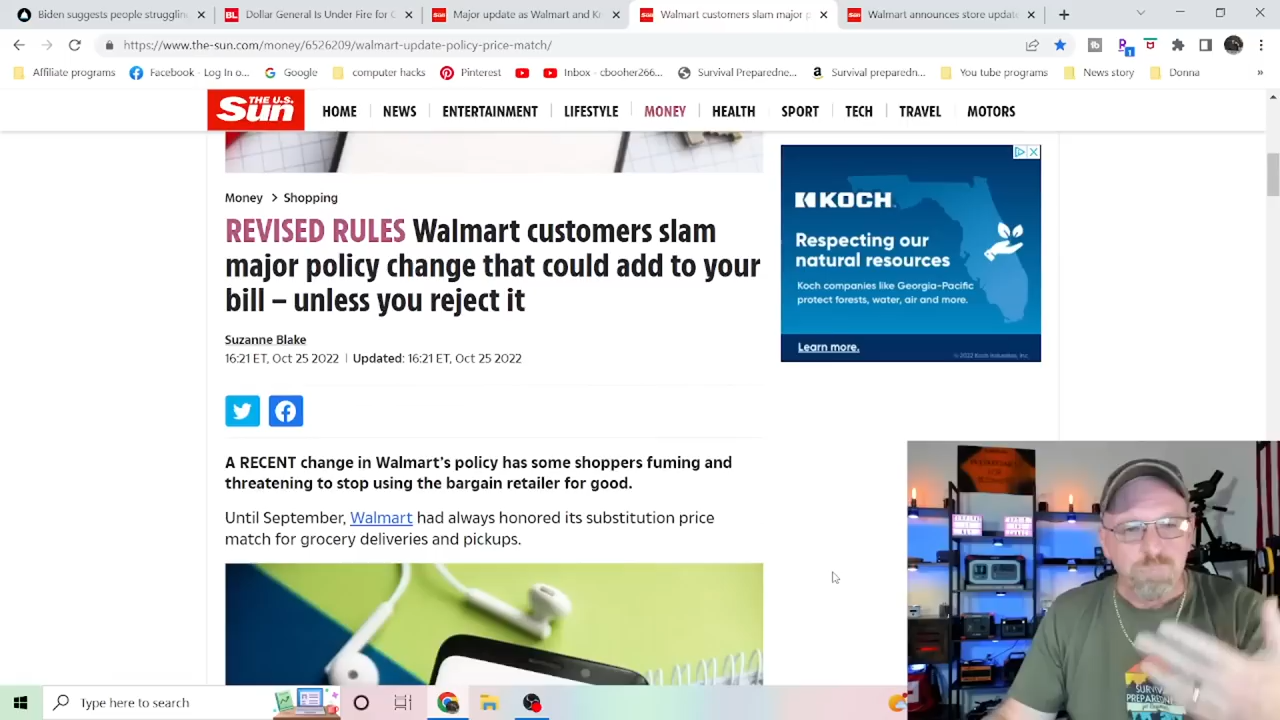 Biden suggests people strugglin
Dollar General Is Under Fire for C
Major update as Walmart and Kr
Walmart customers slam major p
Walmart announces store update
https://www.the-sun.com/money/6526209/walmart-update-policy-price-match/
Affiliate programs
Facebook - Log In o...
Google
computer hacks
Pinterest
Inbox - cbooher266...
Survival Preparedne...
Survival preparedn...
You tube programs
News story
Donna
»
THE U.S. Sun
HOME NEWS ENTERTAINMENT LIFESTYLE MONEY HEALTH SPORT TECH TRAVEL MOTORS
Money > Shopping
REVISED RULES Walmart customers slam
major policy change that could add to your
bill – unless you reject it
Suzanne Blake
16:21 ET, Oct 25 2022 | Updated: 16:21 ET, Oct 25 2022
A RECENT change in Walmart's policy has some shoppers fuming and
threatening to stop using the bargain retailer for good.
Until September, Walmart had always honored its substitution price
match for grocery deliveries and pickups.
KOCH
Respecting our
natural resources
Koch companies like Georgia-Pacific
protect forests, water, air and more.
Learn more.
© 2022 Koch Industries, Inc.
Type here to search